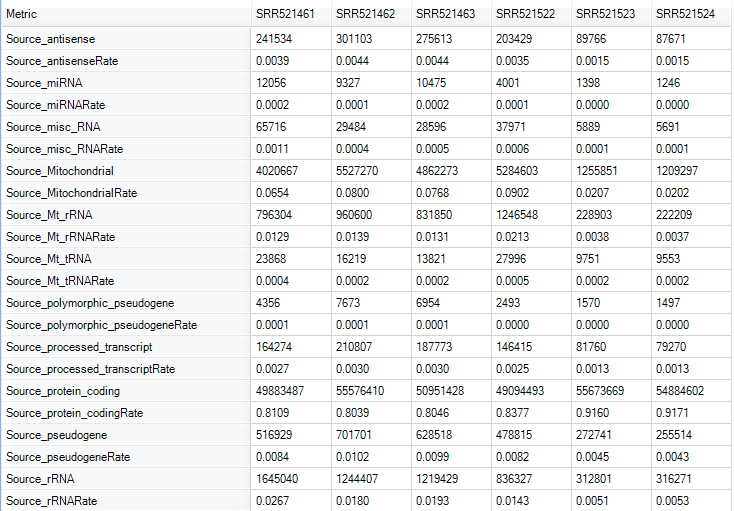 Metric SRR521461 SRR521462 SRR521463 SRR521522 SRR521523 SRR521524
Source_antisense 241534 301103 275613 203429 89766 87671
Source_antisenseRate 0.0039 0.0044 0.0044 0.0035 0.0015 0.0015
Source_miRNA 12056 9327 10475 4001 1398 1246
Source_miRNARate 0.0002 0.0001 0.0002 0.0001 0.0000 0.0000
Source_misc_RNA 65716 29484 28596 37971 5889 5691
Source_misc_RNARate 0.0011 0.0004 0.0005 0.0006 0.0001 0.0001
Source_Mitochondrial 4020667 5527270 4862273 5284603 1255851 1209297
Source_MitochondrialRate 0.0654 0.0800 0.0768 0.0902 0.0207 0.0202
Source_Mt_rRNA 796304 960600 831850 1246548 228903 222209
Source_Mt_rRNARate 0.0129 0.0139 0.0131 0.0213 0.0038 0.0037
Source_Mt_tRNA 23868 16219 13821 27996 9751 9553
Source_Mt_tRNARate 0.0004 0.0002 0.0002 0.0005 0.0002 0.0002
Source_polymorphic_pseudogene 4356 7673 6954 2493 1570 1497
Source_polymorphic_pseudogeneRate 0.0001 0.0001 0.0001 0.0000 0.0000 0.0000
Source_processed_transcript 164274 210807 187773 146415 81760 79270
Source_processed_transcriptRate 0.0027 0.0030 0.0030 0.0025 0.0013 0.0013
Source_protein_coding 49883487 55576410 50951428 49094493 55673669 54884602
Source_protein_codingRate 0.8109 0.8039 0.8046 0.8377 0.9160 0.9171
Source_pseudogene 516929 701701 628518 478815 272741 255514
Source_pseudogeneRate 0.0084 0.0102 0.0099 0.0082 0.0045 0.0043
Source_rRNA 1645040 1244407 1219429 836327 312801 316271
Source_rRNARate 0.0267 0.0180 0.0193 0.0143 0.0051 0.0053